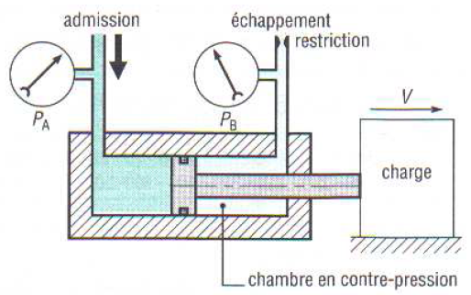 admission
échappement
restriction
P_A
P_B
V
charge
chambre en contre-pression